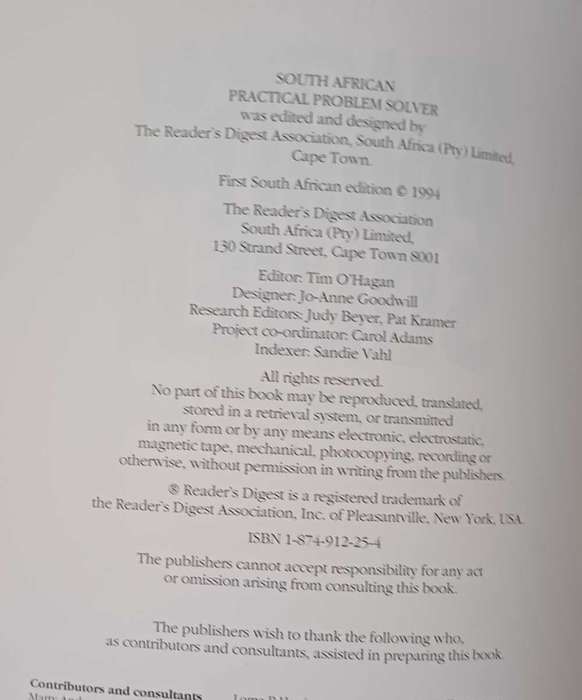 SOUTH AFRICAN
PRACTICAL PROBLEM SOLVER
was edited and designed by
The Reader's Digest Association, South Africa (Pty) Limited,
Cape Town.
First South African edition © 1994
The Reader's Digest Association
South Africa (Pty) Limited,
130 Strand Street, Cape Town 8001
Editor: Tim O'Hagan
Designer: Jo-Anne Goodwill
Research Editors: Judy Beyer, Pat Kramer
Project co-ordinator: Carol Adams
Indexer: Sandie Vahl
All rights reserved.
No part of this book may be reproduced, translated,
stored in a retrieval system, or transmitted
in any form or by any means electronic, electrostatic,
magnetic tape, mechanical, photocopying, recording or
otherwise, without permission in writing from the publishers.
® Reader's Digest is a registered trademark of
the Reader's Digest Association, Inc. of Pleasantville, New York, USA.
ISBN 1-874-912-25-4
The publishers cannot accept responsibility for any act
or omission arising from consulting this book.
The publishers wish to thank the following who,
as contributors and consultants, assisted in preparing this book.
Contributors and consultants